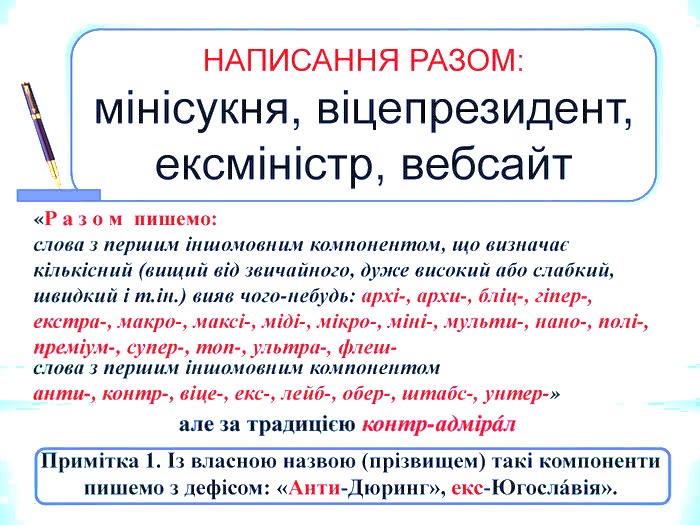 НАПИСАННЯ РАЗОМ:
мінісукня, віцепрезидент,
ексміністр, вебсайт
«Р а з о м  пишемо:
слова з першим іншомовним компонентом, що визначає
кількісний (вищий від звичайного, дуже високий або слабкий,
швидкий і т.ін.) вияв чого-небудь: архі-, архи-, бліц-, гіпер-,
екстра-, макро-, максі-, міді-, мікро-, міні-, мульти-, нано-, полі-,
преміум-, супер-, топ-, ультра-, флеш-
слова з першим іншомовним компонентом
анти-, контр-, віце-, екс-, лейб-, обер-, штабс-, унтер-»
але за традицією контр-адмірáл
Примітка 1. Із власною назвою (прізвищем) такі компоненти
пишемо з дефісом: «Анти-Дюринг», екс-Югослáвія».